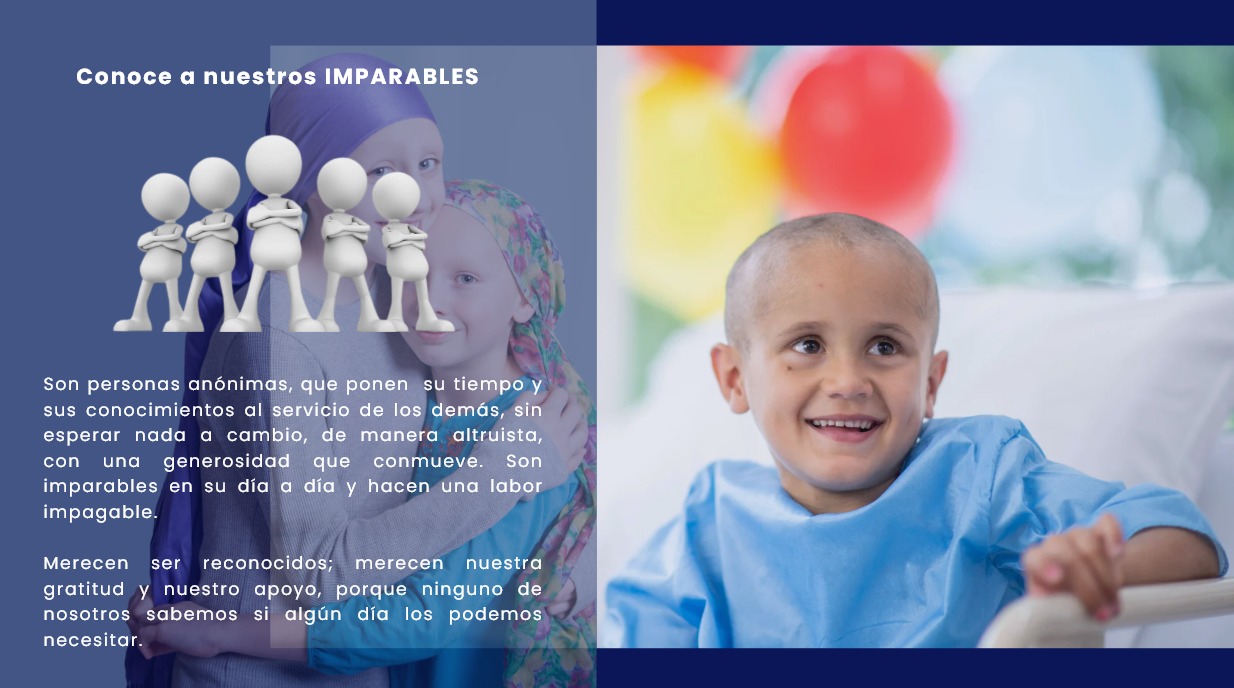 Conoce a nuestros IMPARABLES
Son personas anónimas, que ponen su tiempo y
sus conocimientos al servicio de los demás, sin
esperar nada a cambio, de manera altruista,
con una generosidad que conmueve. Son
imparables en su día a día y hacen una labor
impagable.
Merecen ser reconocidos; merecen nuestra
gratitud y nuestro apoyo, porque ninguno de
nosotros sabemos si algún día los podemos
necesitar.